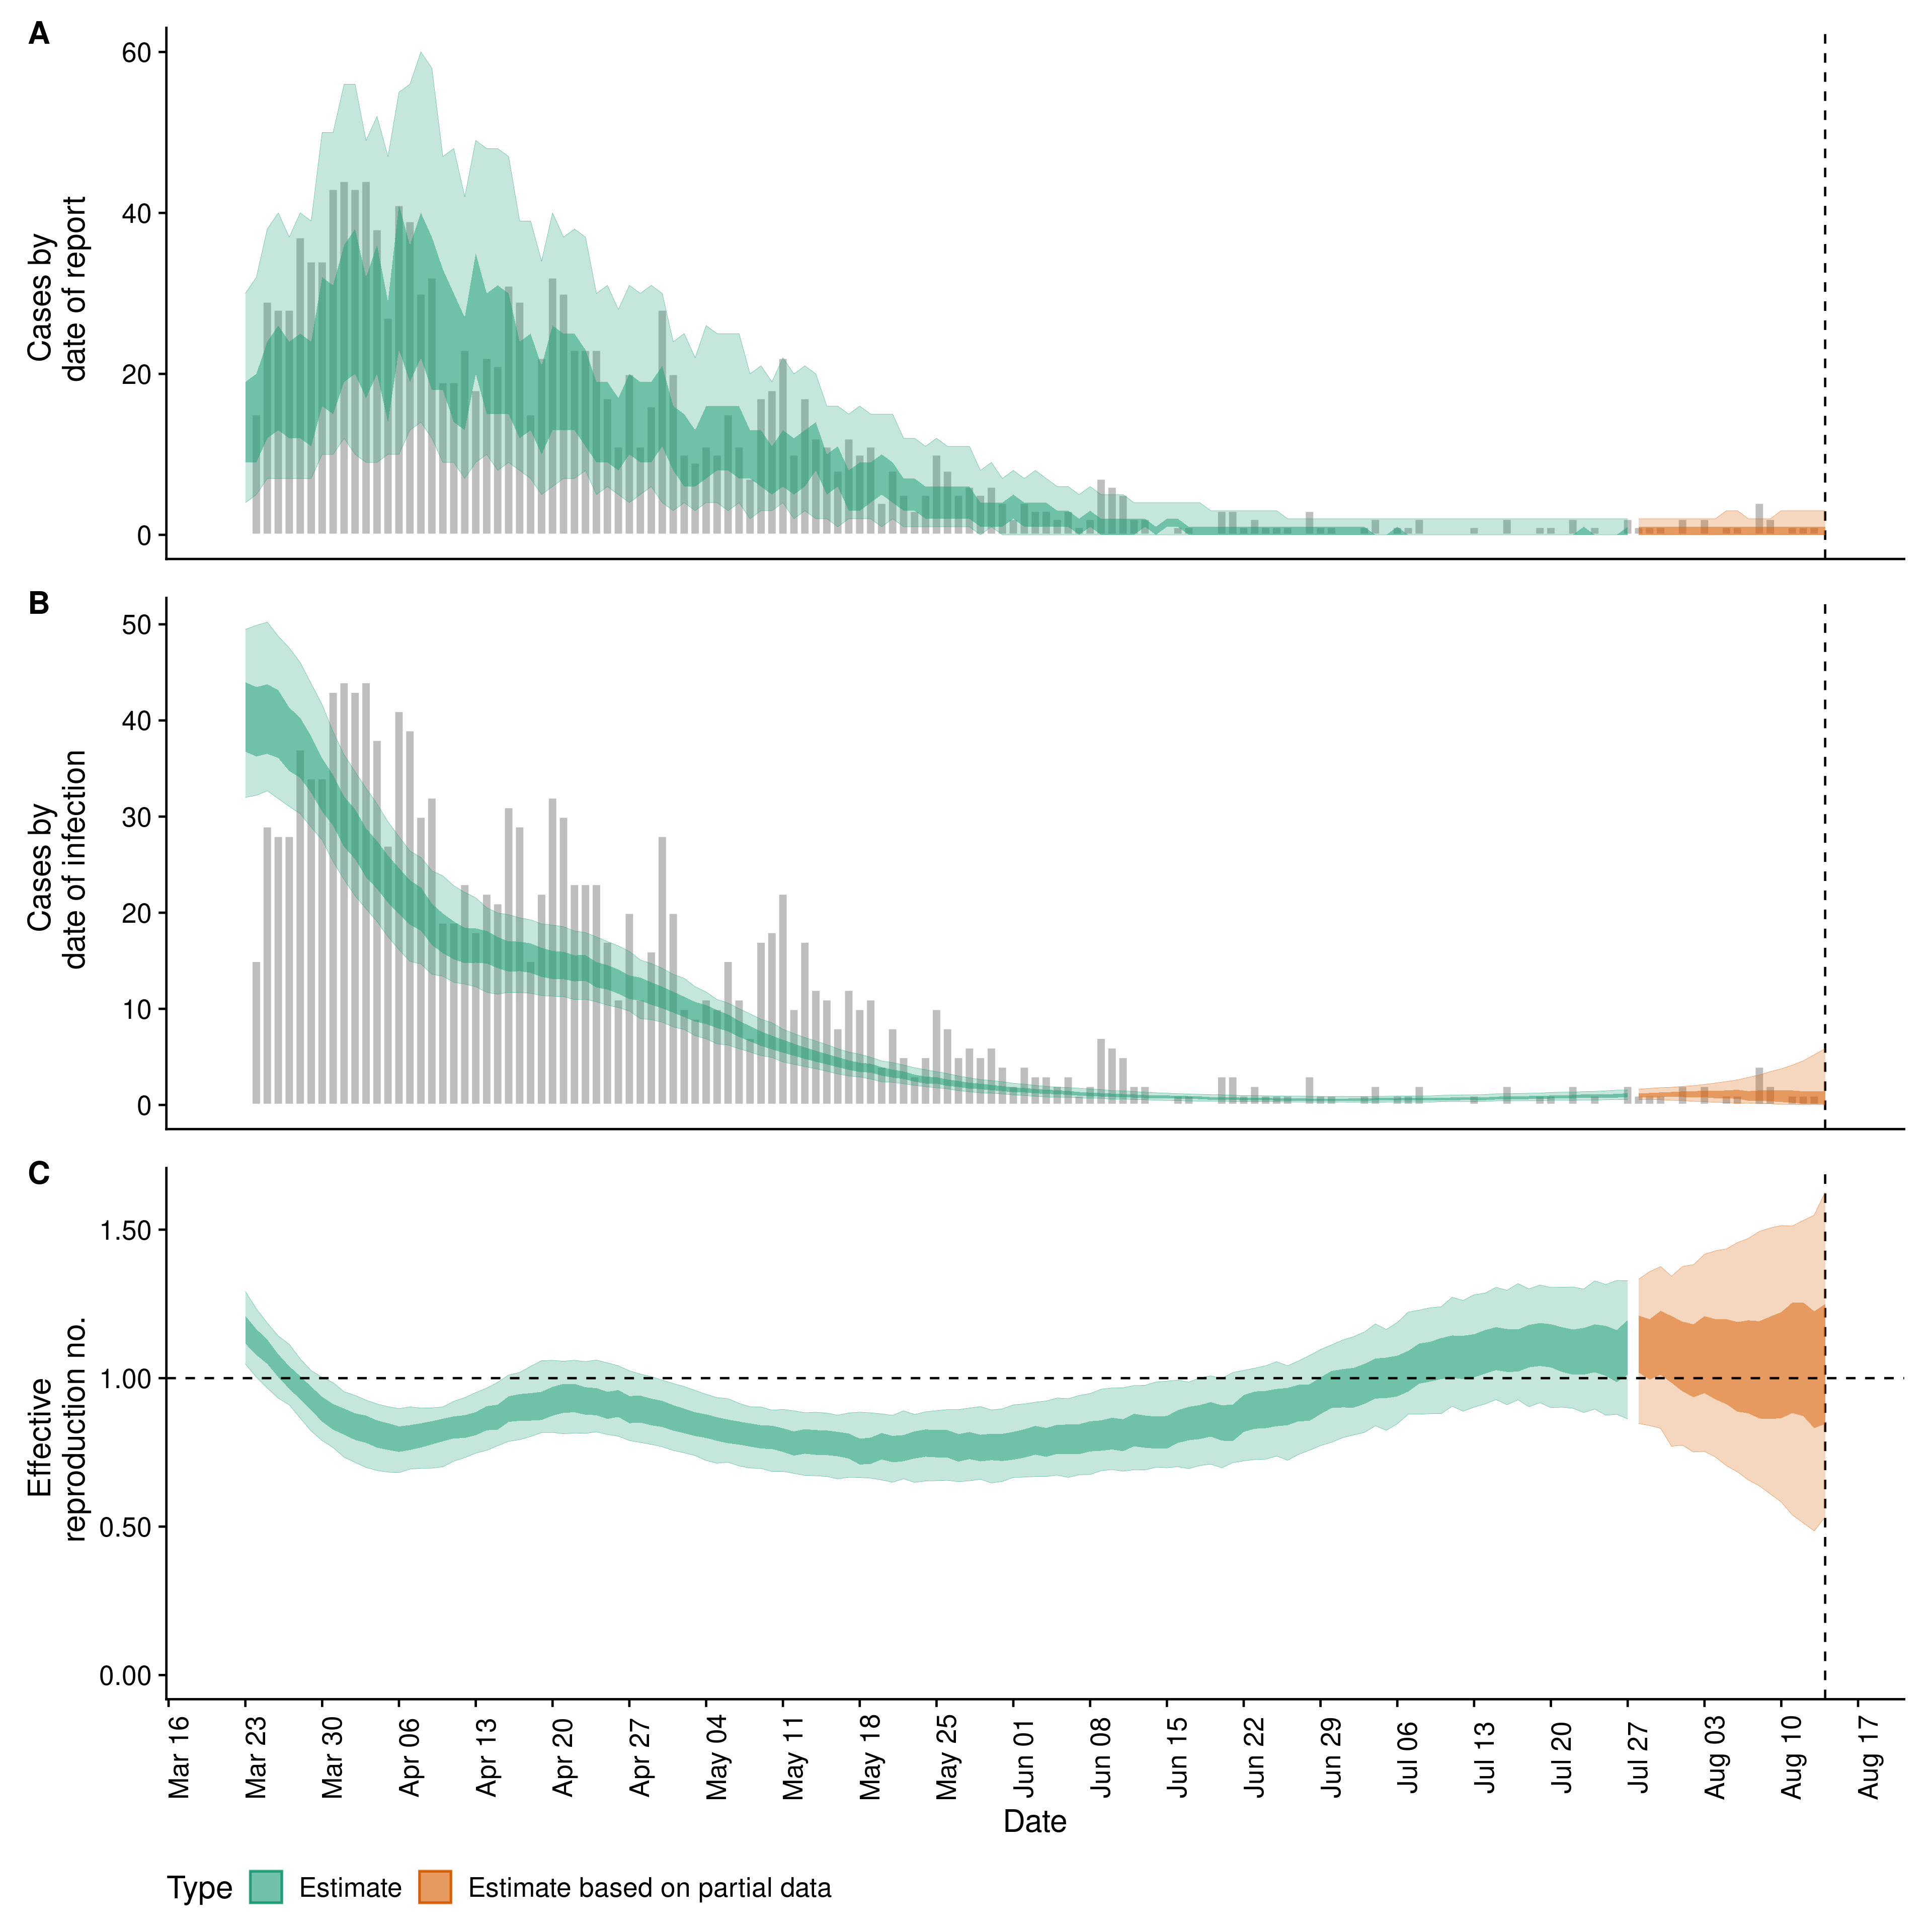 A
Cases by
date of report
60
40
20
0
B
Cases by
date of infection
50
40
30
20
10
0
C
Effective
reproduction no.
1.50
1.00
0.50
0.00
Mar 16
Mar 23
Mar 30
Apr 06
Apr 13
Apr 20
Apr 27
May 04
May 11
May 18
May 25
Jun 01
Jun 08
Jun 15
Jun 22
Jun 29
Jul 06
Jul 13
Jul 20
Jul 27
Aug 03
Aug 10
Aug 17
Date
Type
Estimate
Estimate based on partial data